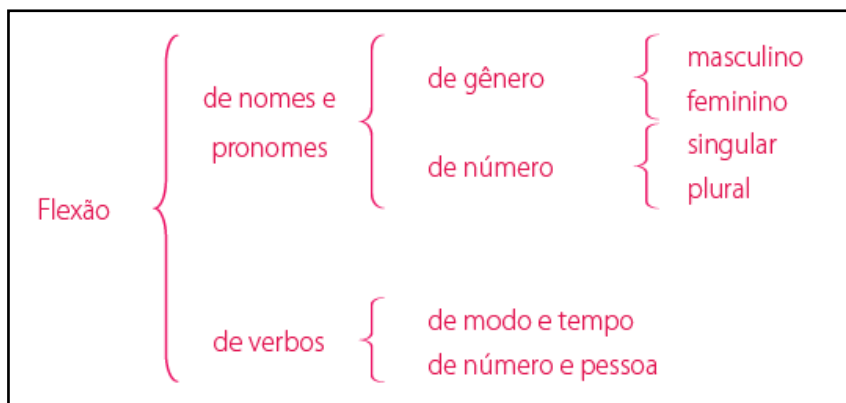 Flexão
de nomes e
pronomes
de gênero
masculino
feminino
de número
singular
plural
de verbos
de modo e tempo
de número e pessoa